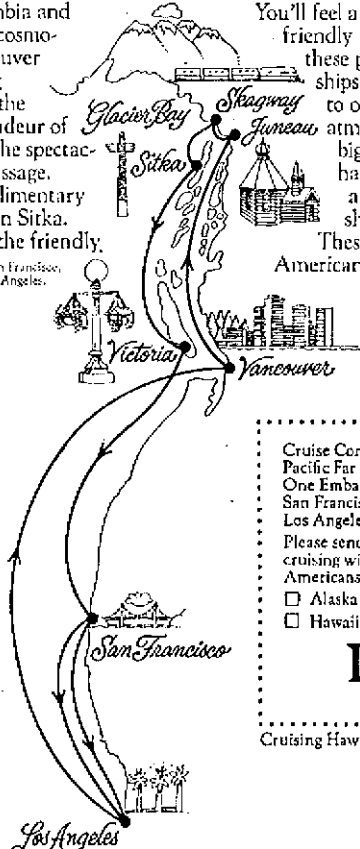 bia and
cosmo-
uver
the
deur of
he spectac-
ssage.
limentary
n Sitka.
the friendly,
n Francisco,
Angeles.
You'll feel a
friendly
these p
ships
to o
atm
big
ha
a
sh
Thes
American
Glacier Bay
Skagway
Juneau
Sitka
Victoria
Vancouver
San Francisco
Los Angeles
Cruise Cor
Pacific Far
One Emba
San Francis
Los Angele
Please send
cruising wi
Americans
☐ Alaska
☐ Hawaii
Cruising Haw